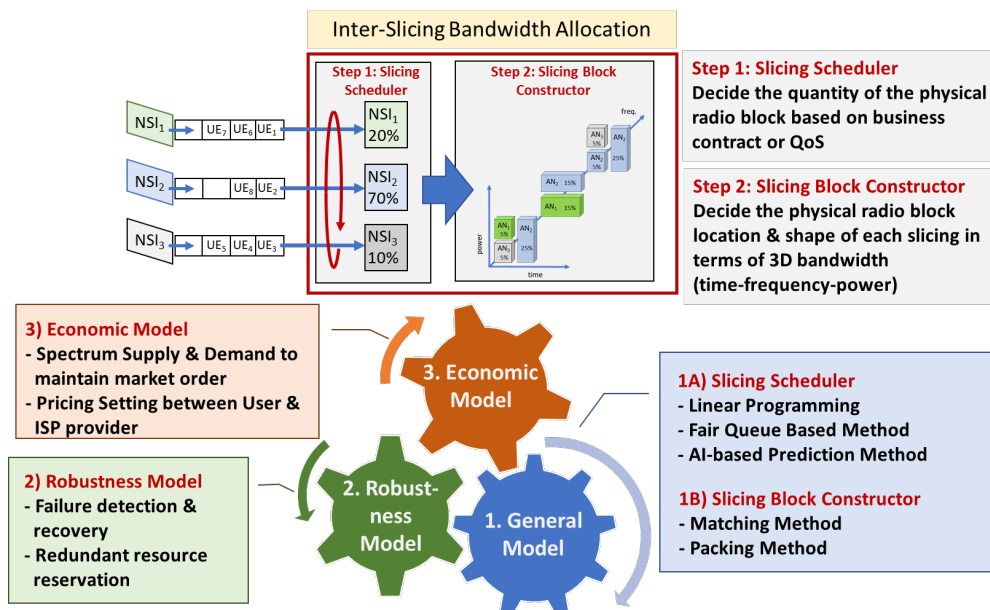 Inter-Slicing Bandwidth Allocation
Step 1: Slicing
Scheduler
Step 2: Slicing Block
Constructor
NSI1
UE7 UE6 UE1
NSI1
20%
NSI2
UE8 UE2
NSI2
70%
NSI3
UE5 UE4 UE3
NSI3
10%
freq.
AN3
5%
AN2
25%
AN2
5%
AN2 15%
AN1 15%
AN1
5%
AN2
25%
AN3
5%
power
time
Step 1: Slicing Scheduler
Decide the quantity of the physical
radio block based on business
contract or QoS
Step 2: Slicing Block Constructor
Decide the physical radio block
location & shape of each slicing in
terms of 3D bandwidth
(time-frequency-power)
3) Economic Model
- Spectrum Supply & Demand to
maintain market order
- Pricing Setting between User &
ISP provider
3. Economic
Model
2) Robustness Model
- Failure detection &
recovery
- Redundant resource
reservation
2. Robust-
ness
Model
1. General
Model
1A) Slicing Scheduler
- Linear Programming
- Fair Queue Based Method
- AI-based Prediction Method
1B) Slicing Block Constructor
- Matching Method
- Packing Method